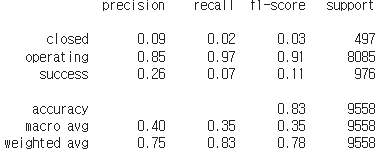 precision recall f1-score support
closed 0.09 0.02 0.03 497
operating 0.85 0.97 0.91 8085
success 0.26 0.07 0.11 976
accuracy 0.83 9558
macro avg 0.40 0.35 0.35 9558
weighted avg 0.75 0.83 0.78 9558